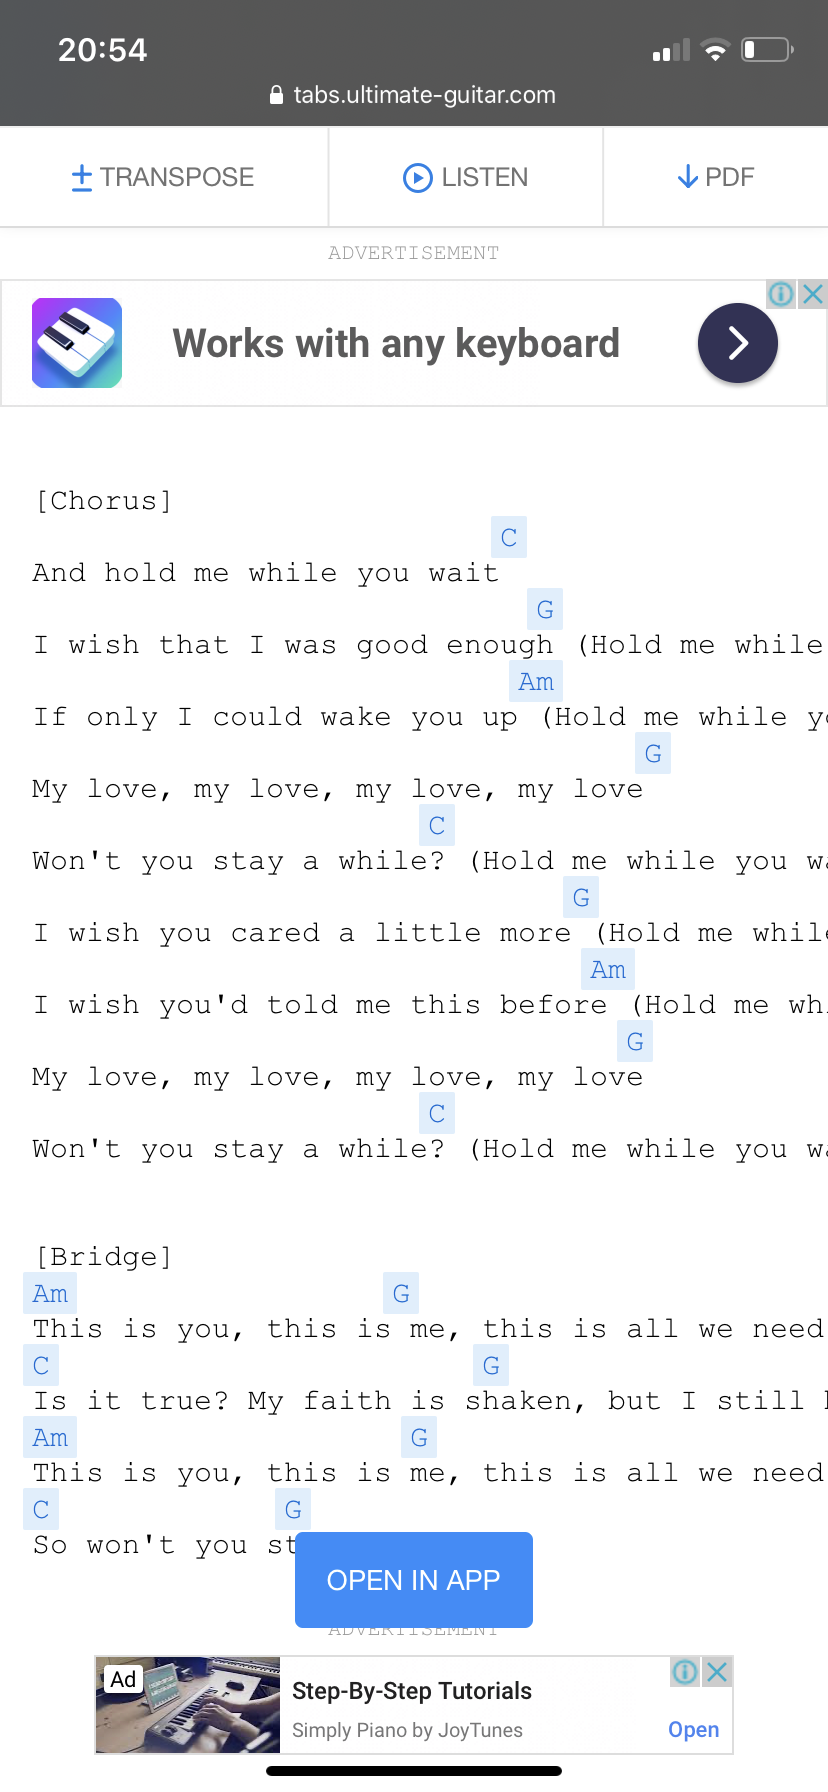 20:54
tabs.ultimate-guitar.com
TRANSPOSE LISTEN PDF
ADVERTISEMENT
Works with any keyboard
[Chorus]
C
And hold me while you wait
G
I wish that I was good enough (Hold me while
Am
If only I could wake you up (Hold me while yo
G
My love, my love, my love, my love
C
Won't you stay a while? (Hold me while you wa
G
I wish you cared a little more (Hold me while
Am
I wish you'd told me this before (Hold me whi
G
My love, my love, my love, my love
C
Won't you stay a while? (Hold me while you wa
[Bridge]
Am G
This is you, this is me, this is all we need
C G
Is it true? My faith is shaken, but I still
Am G
This is you, this is me, this is all we need
C G
So won't you st
OPEN IN APP
ADVERTISEMENT
Ad
Step-By-Step Tutorials
Simply Piano by JoyTunes
Open